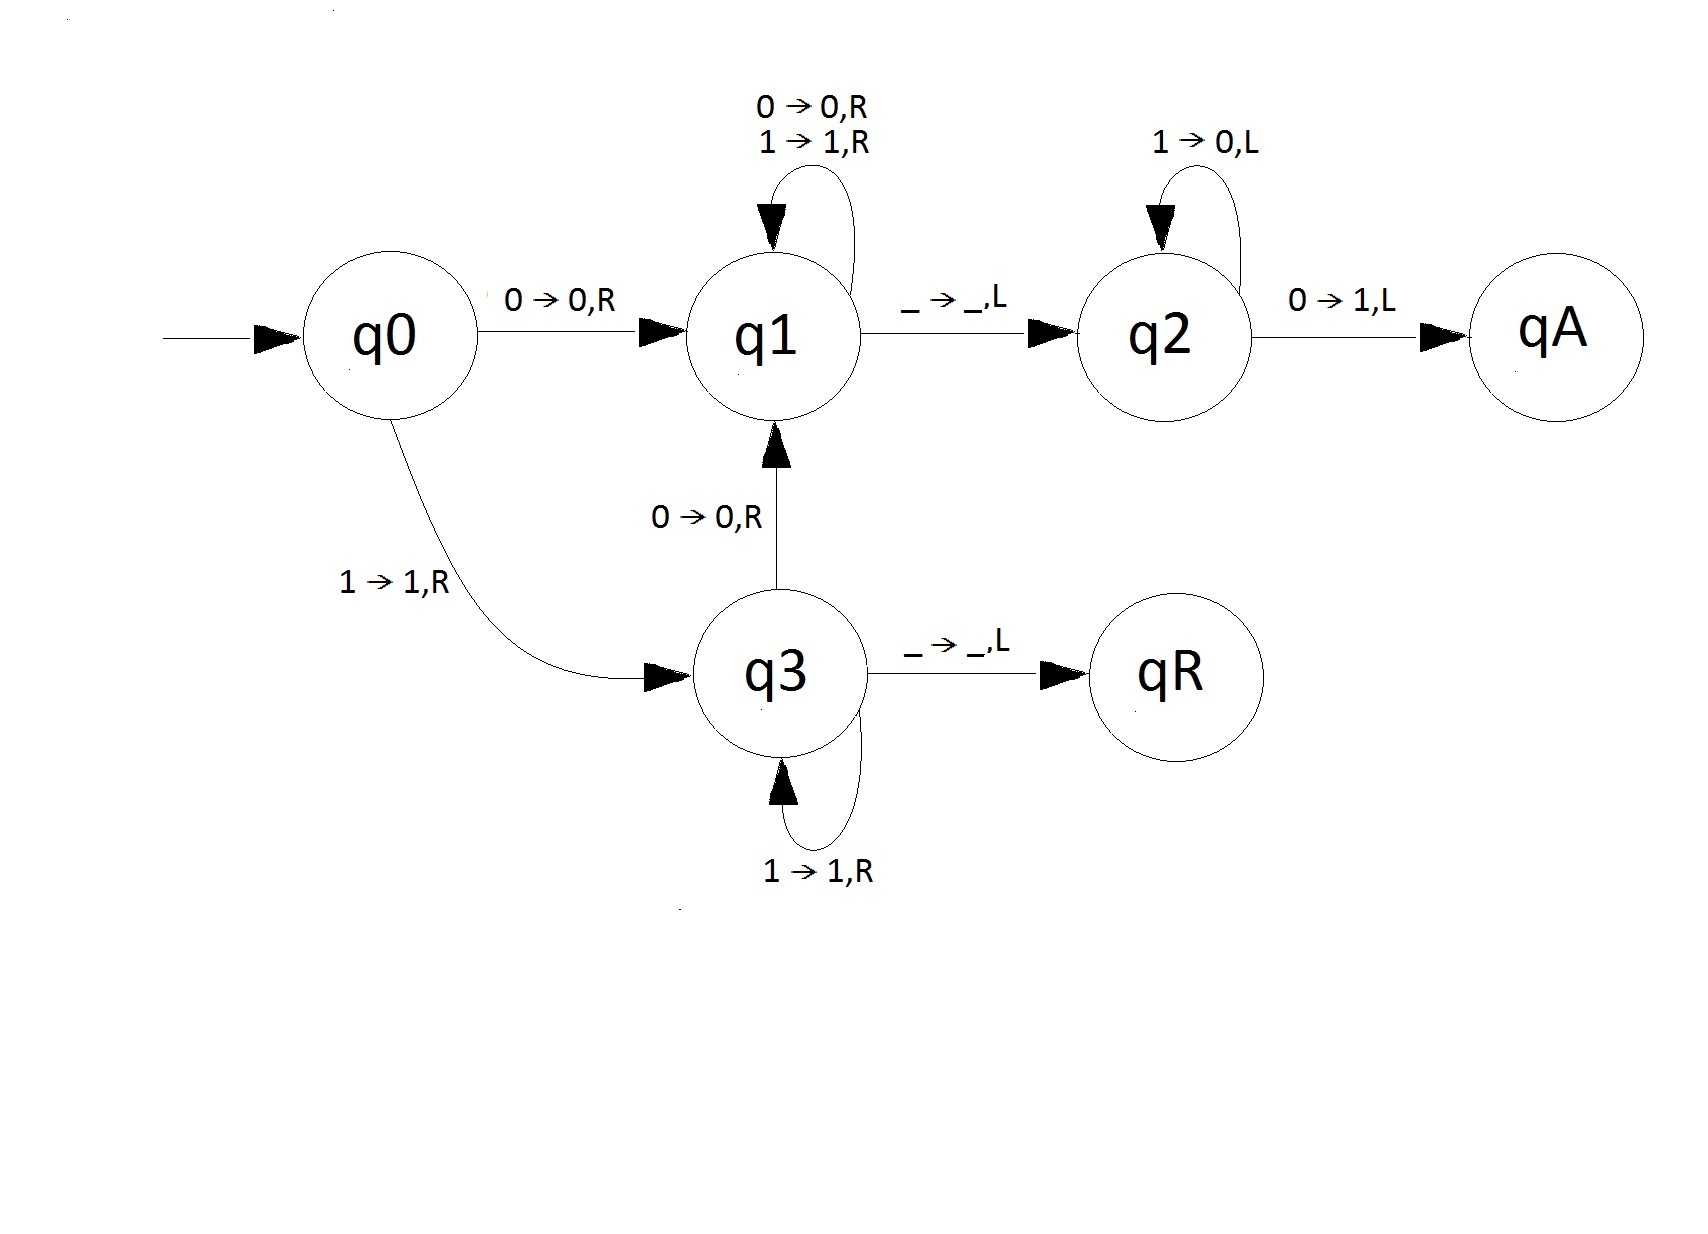 0 → 0,R
1 → 1,R
1 → 0,L
q0
0 → 0,R
q1
_ → _,L
q2
0 → 1,L
qA
0 → 0,R
1 → 1,R
q3
_ → _,L
qR
1 → 1,R